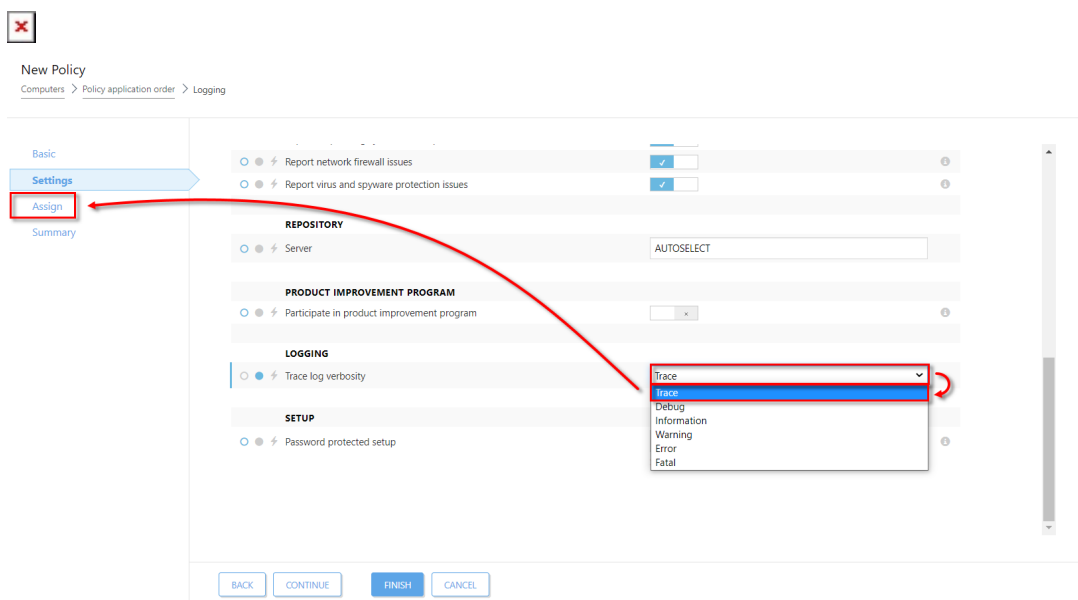 New Policy
Computers > Policy application order > Logging
Basic
Settings
Assign
Summary
Report network firewall issues
Report virus and spyware protection issues
REPOSITORY
Server AUTOSELECT
PRODUCT IMPROVEMENT PROGRAM
Participate in product improvement program
LOGGING
Trace log verbosity Trace
Trace
Debug
Information
Warning
Error
Fatal
SETUP
Password protected setup
BACK CONTINUE FINISH CANCEL